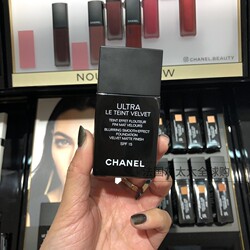 CHANEL.BEAUTY
NOU
ULTRA
LE TEINT VELVET
TEINT EFFET FLOUTEUR
FINI MAT VELOURS
BLURRING SMOOTH EFFECT
FOUNDATION
VELVET MATTE FINISH
SPF 15
CHANEL